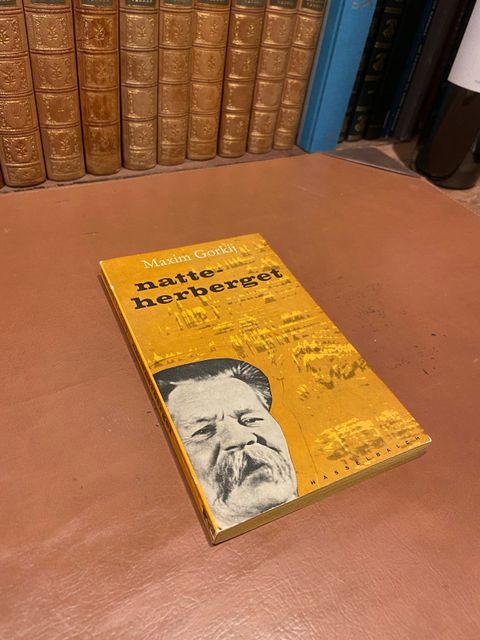 Maxim Gorkij
natte-
herberget
HASSELBALCH